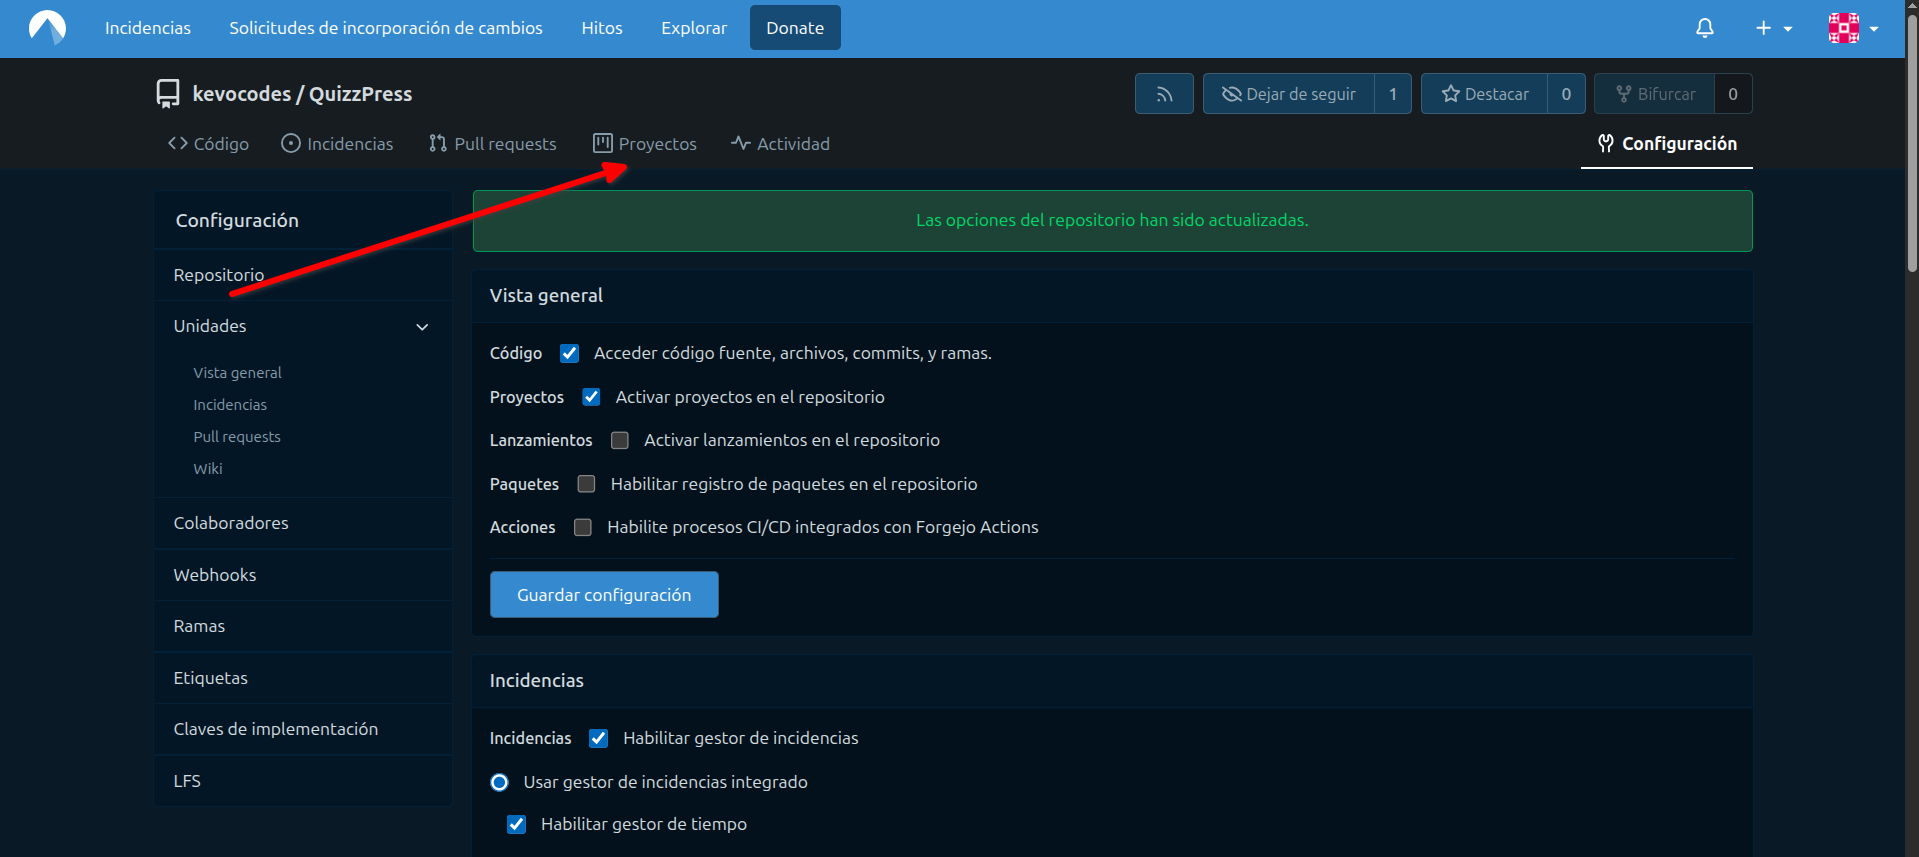 Incidencias Solicitudes de incorporación de cambios Hitos Explorar Donate
kevocodes / QuizzPress
Dejar de seguir 1 Destacar 0 Bifurcar 0
Código Incidencias Pull requests Proyectos Actividad Configuración
Configuración
Repositorio
Unidades
Vista general
Incidencias
Pull requests
Wiki
Colaboradores
Webhooks
Ramas
Etiquetas
Claves de implementación
LFS
Las opciones del repositorio han sido actualizadas.
Vista general
Código Acceder código fuente, archivos, commits, y ramas.
Proyectos Activar proyectos en el repositorio
Lanzamientos Activar lanzamientos en el repositorio
Paquetes Habilitar registro de paquetes en el repositorio
Acciones Habilite procesos CI/CD integrados con Forgejo Actions
Guardar configuración
Incidencias
Incidencias Habilitar gestor de incidencias
Usar gestor de incidencias integrado
Habilitar gestor de tiempo